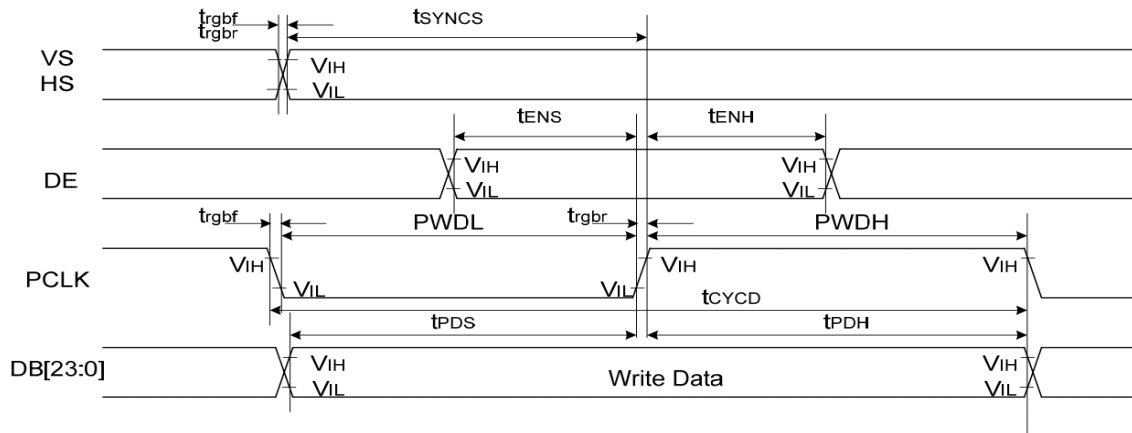 trgbf
trgbr
tSYNCS
VS
HS
VIH
VIL
tENS
tENH
DE
VIH
VIL
VIH
VIL
trgbf
PWDL
trgbr
PWDH
PCLK
VIH
VIL
VIL
VIH
VIH
tCYCD
tPDS
tPDH
DB[23:0]
VIH
VIL
Write Data
VIH
VIL